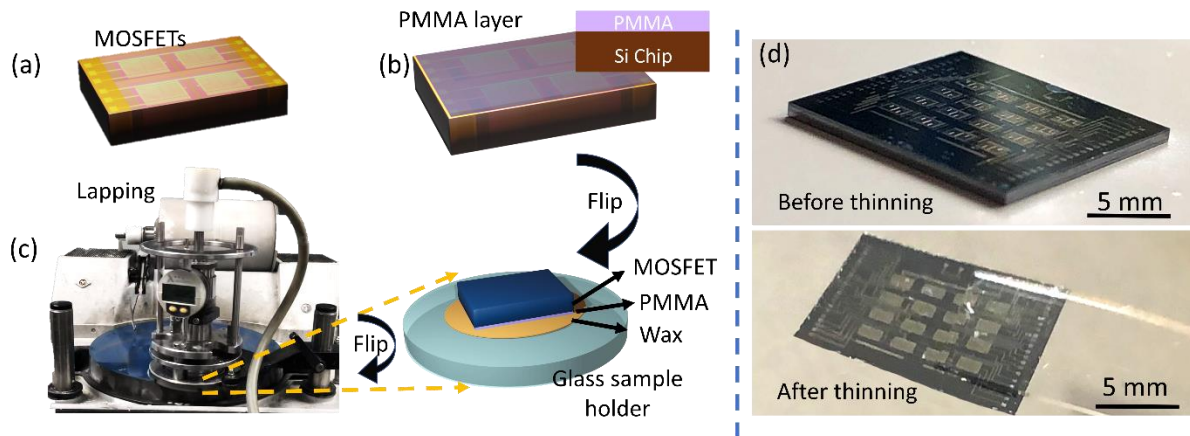 (a)
MOSFETs
(b)
PMMA layer
PMMA
Si Chip
(c)
Lapping
Flip
Flip
MOSFET
PMMA
Wax
Glass sample
holder
(d)
Before thinning
5 mm
After thinning
5 mm